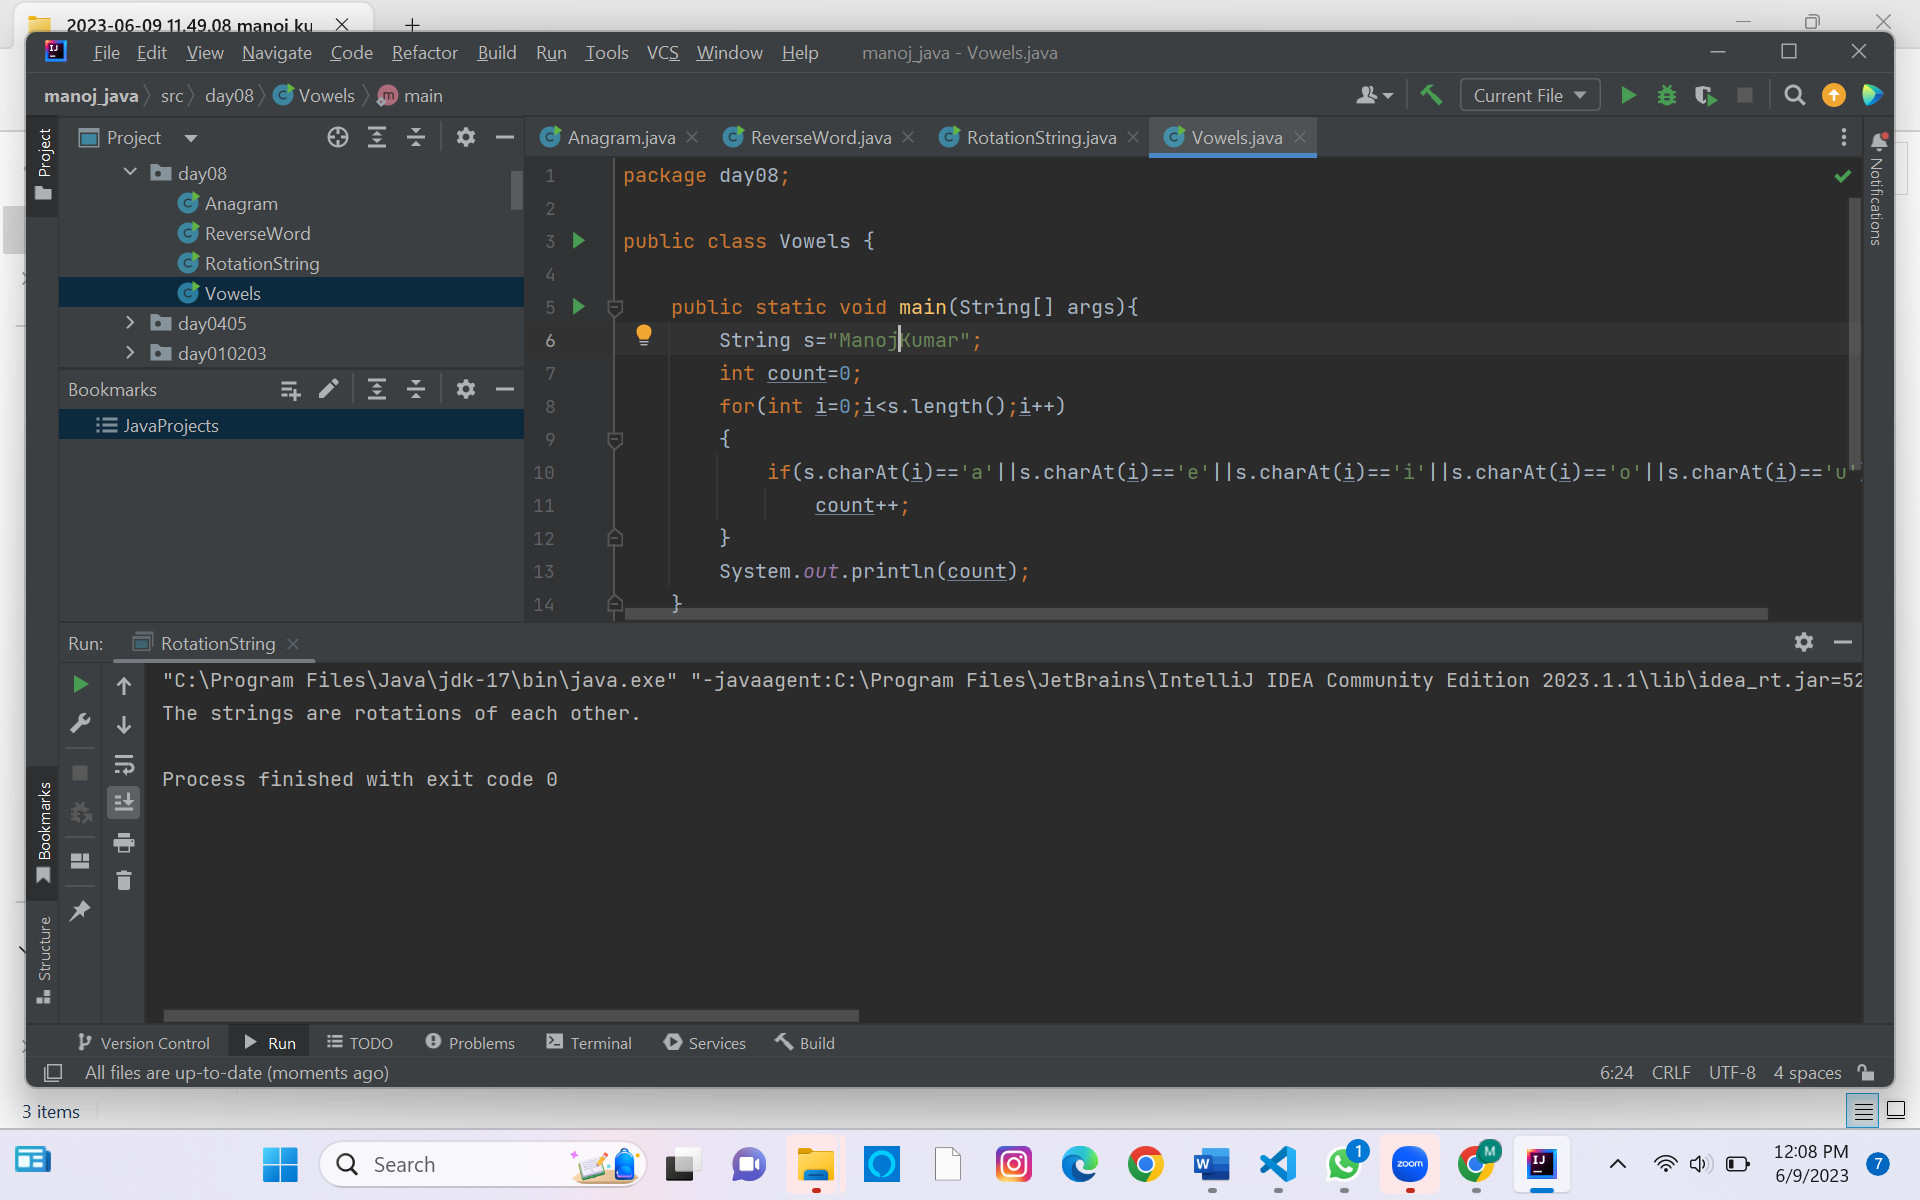 2023-06-09 11.49.08 manoj ku
File Edit View Navigate Code Refactor Build Run Tools VCS Window Help manoj_java - Vowels.java
manoj_java src day08 Vowels main
Current File
Project
Anagram.java ReverseWord.java RotationString.java Vowels.java
day08
Anagram
ReverseWord
RotationString
Vowels
day0405
day010203
Bookmarks
JavaProjects
1 package day08;
2
3 public class Vowels {
4
5 public static void main(String[] args){
6 String s="ManojKumar";
7 int count=0;
8 for(int i=0;i<s.length();i++)
9 {
10 if(s.charAt(i)=='a'||s.charAt(i)=='e'||s.charAt(i)=='i'||s.charAt(i)=='o'||s.charAt(i)=='u'
11 count++;
12 }
13 System.out.println(count);
14 }
Project
Notifications
Bookmarks
Structure
Run: RotationString
"C:\Program Files\Java\jdk-17\bin\java.exe" "-javaagent:C:\Program Files\JetBrains\IntelliJ IDEA Community Edition 2023.1.1\lib\idea_rt.jar=52
The strings are rotations of each other.
Process finished with exit code 0
Version Control Run TODO Problems Terminal Services Build
All files are up-to-date (moments ago) 6:24 CRLF UTF-8 4 spaces
3 items
Search
zoom
1
M
12:08 PM
6/9/2023
7